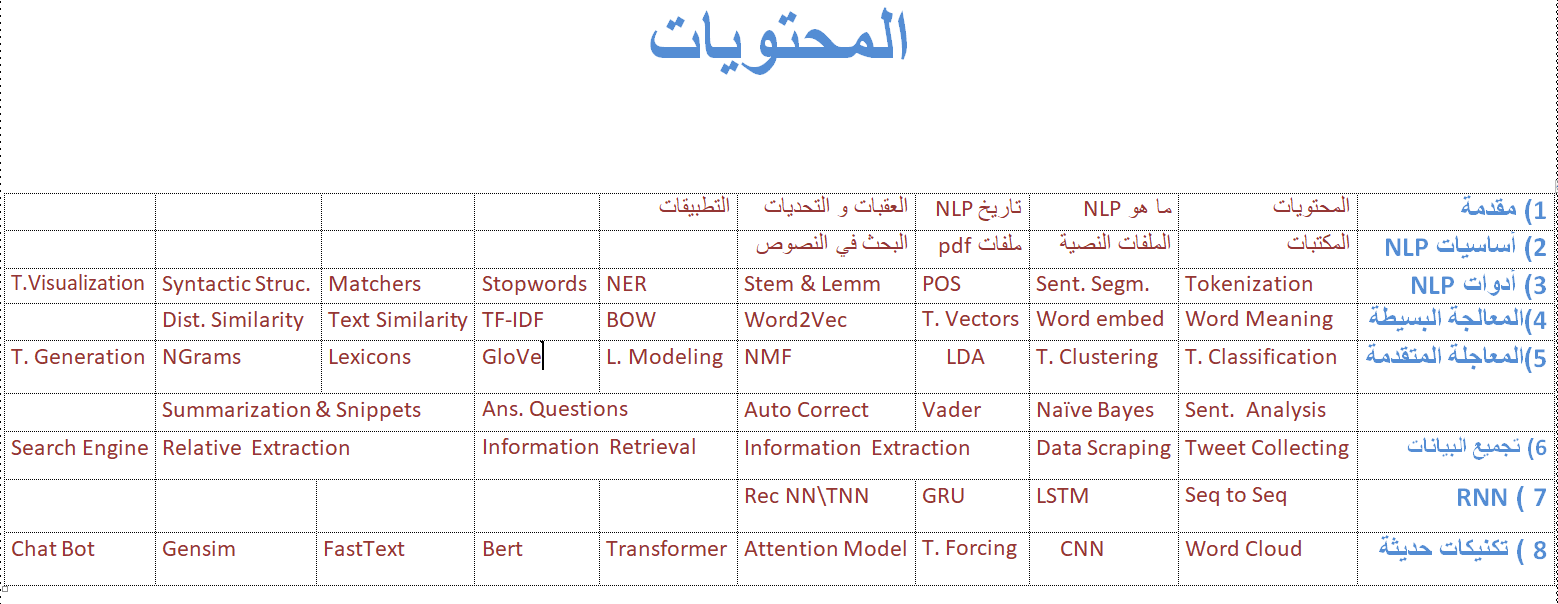 المحتويات
1) مقدمة المحتويات ما هو NLP تاريخ NLP العقبات و التحديات التطبيقات
2) أساسيات NLP المكتبات الملفات النصية ملفات pdf البحث في النصوص
3) أدوات NLP Tokenization Sent. Segm. POS Stem & Lemm NER Stopwords Matchers Syntactic Struc. T.Visualization
4)المعالجة البسيطة Word Meaning Word embed T. Vectors Word2Vec BOW TF-IDF Text Similarity Dist. Similarity
5)المعاجلة المتقدمة T. Classification T. Clustering LDA NMF L. Modeling GloVe Lexicons NGrams T. Generation
Sent. Analysis Naïve Bayes Vader Auto Correct Ans. Questions Summarization & Snippets
6) تجميع البيانات Tweet Collecting Data Scraping Information Extraction Information Retrieval Relative Extraction Search Engine
7 ) RNN Seq to Seq LSTM GRU Rec NN\TNN
8 ) تكنيكات حديثة Word Cloud CNN T. Forcing Attention Model Transformer Bert FastText Gensim Chat Bot